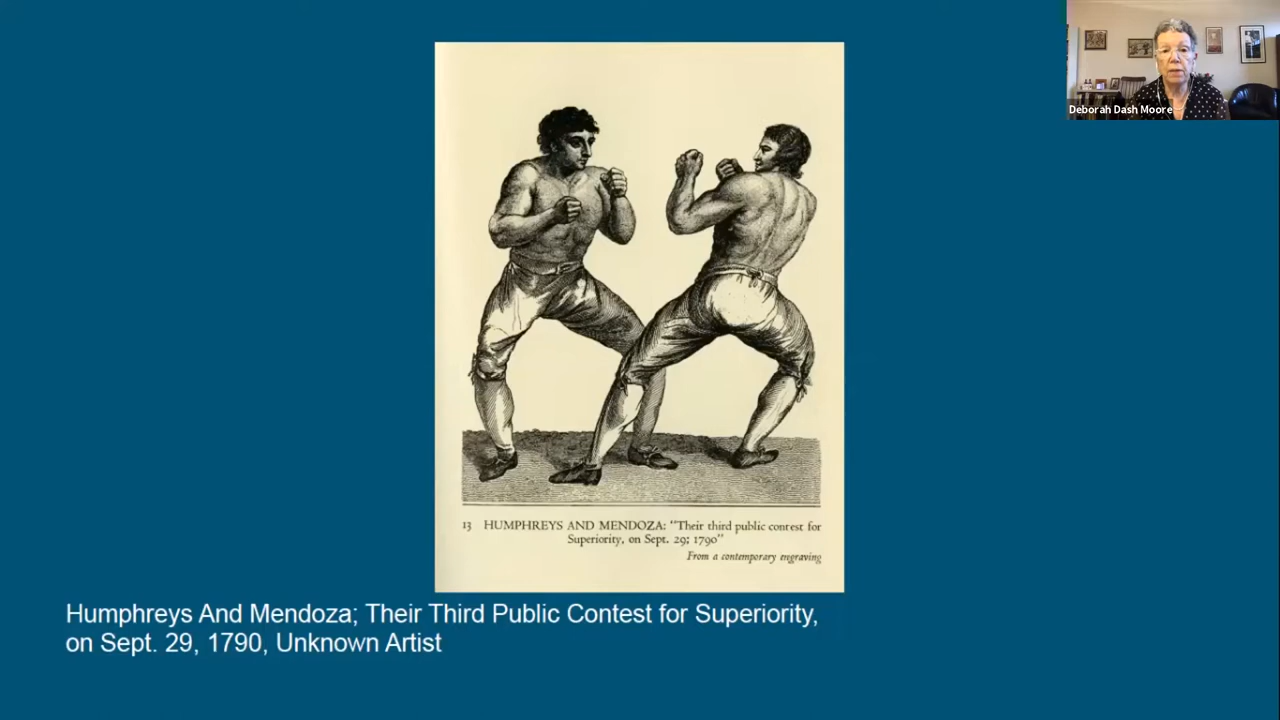 Deborah Dash Moore
13 HUMPHREYS AND MENDOZA: "Their third public contest for
Superiority, on Sept. 29; 1790"
From a contemporary engraving
Humphreys And Mendoza; Their Third Public Contest for Superiority,
on Sept. 29, 1790, Unknown Artist